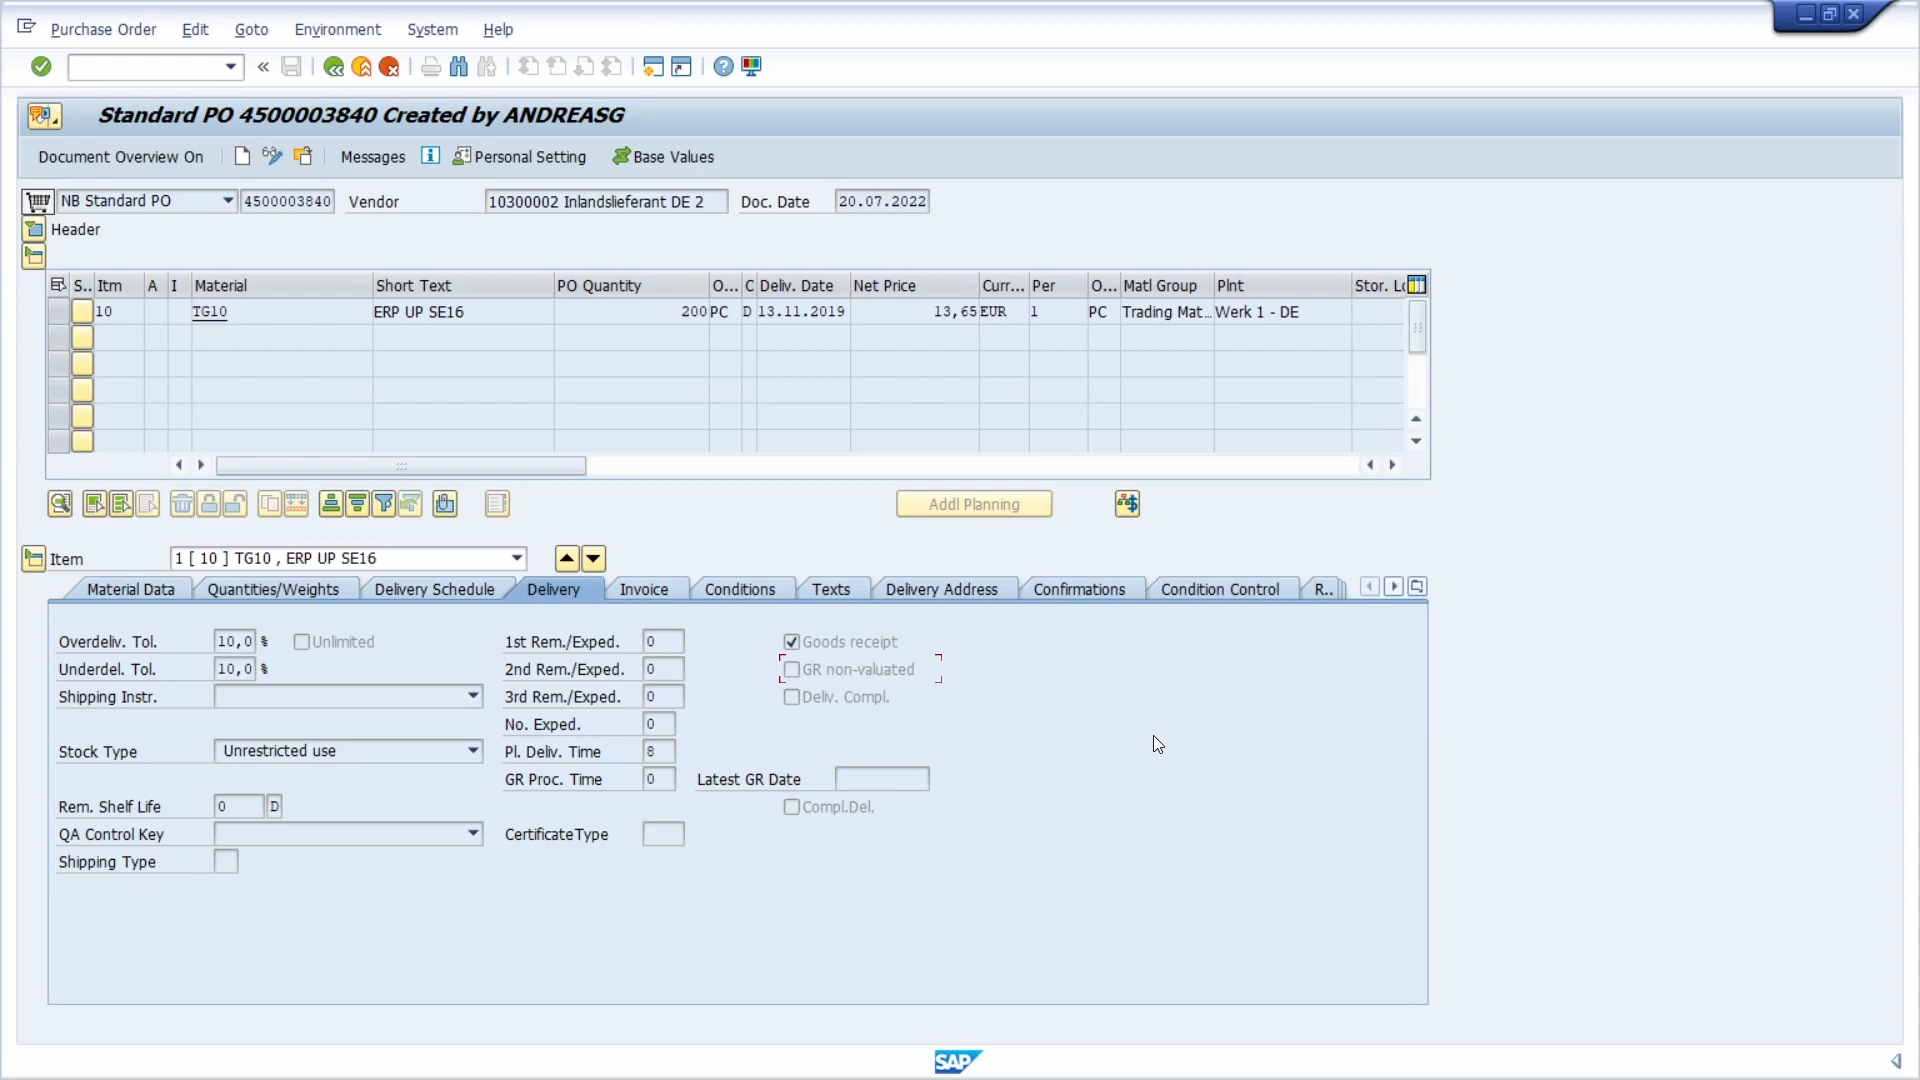 Purchase Order Edit Goto Environment System Help
Standard PO 4500003840 Created by ANDREASG
Document Overview On Messages Personal Setting Base Values
NB Standard PO 4500003840 Vendor 10300002 Inlandslieferant DE 2 Doc. Date 20.07.2022
Header
S.. Itm A I Material Short Text PO Quantity O... C Deliv. Date Net Price Curr... Per O... Matl Group Plnt Stor. Lo
10 TG10 ERP UP SE16 200 PC D 13.11.2019 13,65 EUR 1 PC Trading Mat... Werk 1 - DE
Addl Planning
Item 1 [ 10 ] TG10 , ERP UP SE16
Material Data Quantities/Weights Delivery Schedule Delivery Invoice Conditions Texts Delivery Address Confirmations Condition Control R..
Overdeliv. Tol. 10,0 % Unlimited 1st Rem./Exped. 0 Goods receipt
Underdel. Tol. 10,0 % 2nd Rem./Exped. 0 GR non-valuated
Shipping Instr. 3rd Rem./Exped. 0 Deliv. Compl.
No. Exped. 0
Stock Type Unrestricted use Pl. Deliv. Time 8
GR Proc. Time 0 Latest GR Date
Rem. Shelf Life 0 D Compl.Del.
QA Control Key CertificateType
Shipping Type
SAP